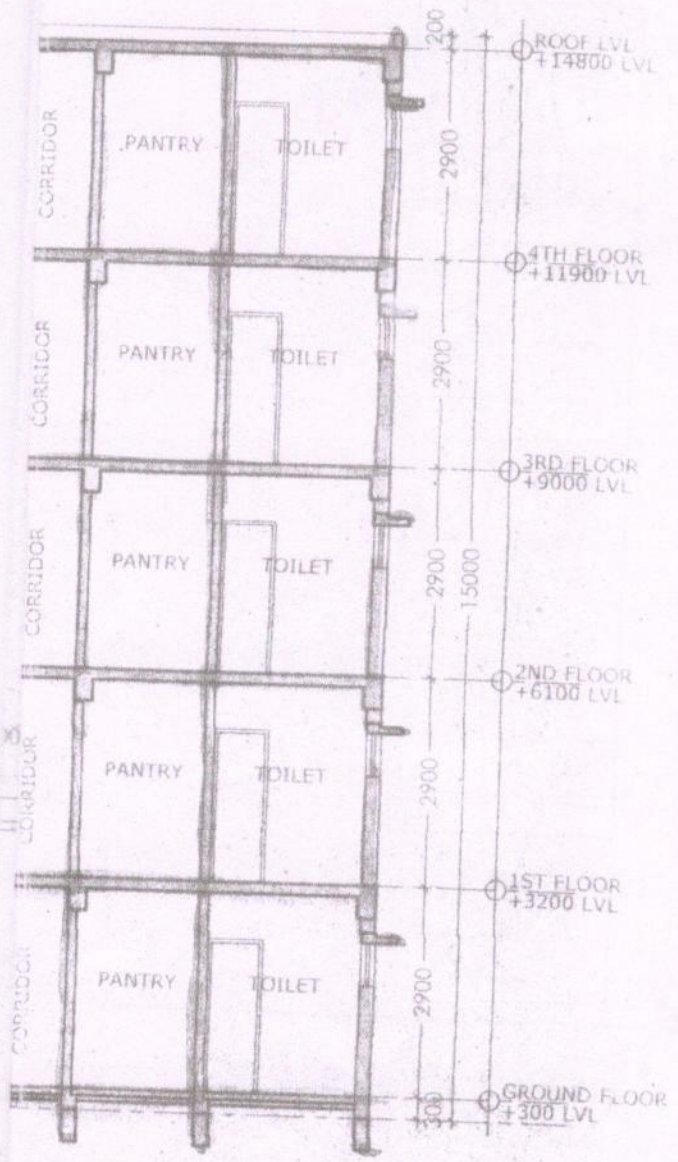 200
ROOF LVL
+14800 LVL
CORRIDOR
PANTRY
TOILET
2900
4TH FLOOR
+11900 LVL
CORRIDOR
PANTRY
TOILET
2900
3RD FLOOR
+9000 LVL
CORRIDOR
PANTRY
TOILET
2900
15000
2ND FLOOR
+6100 LVL
CORRIDOR
PANTRY
TOILET
2900
1ST FLOOR
+3200 LVL
CORRIDOR
PANTRY
TOILET
2900
300
GROUND FLOOR
+300 LVL